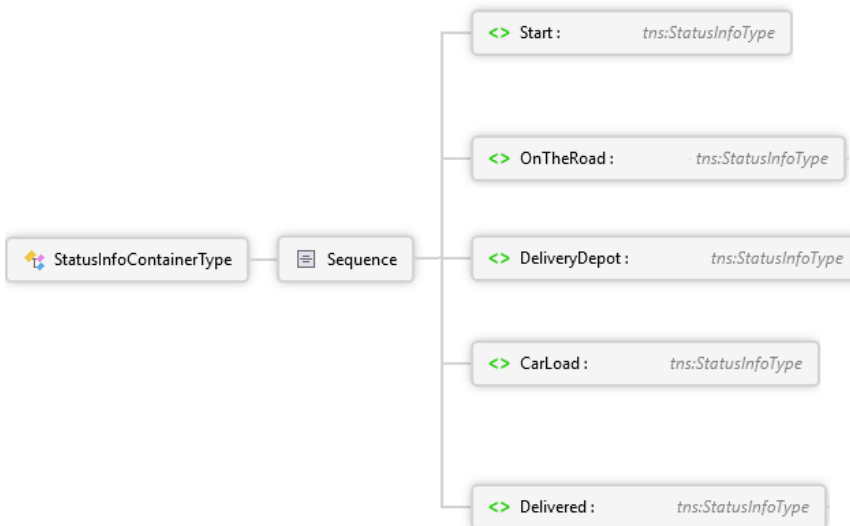 <> Start : tns:StatusInfoType
<> OnTheRoad : tns:StatusInfoType
StatusInfoContainerType
Sequence
<> DeliveryDepot : tns:StatusInfoType
<> CarLoad : tns:StatusInfoType
<> Delivered : tns:StatusInfoType